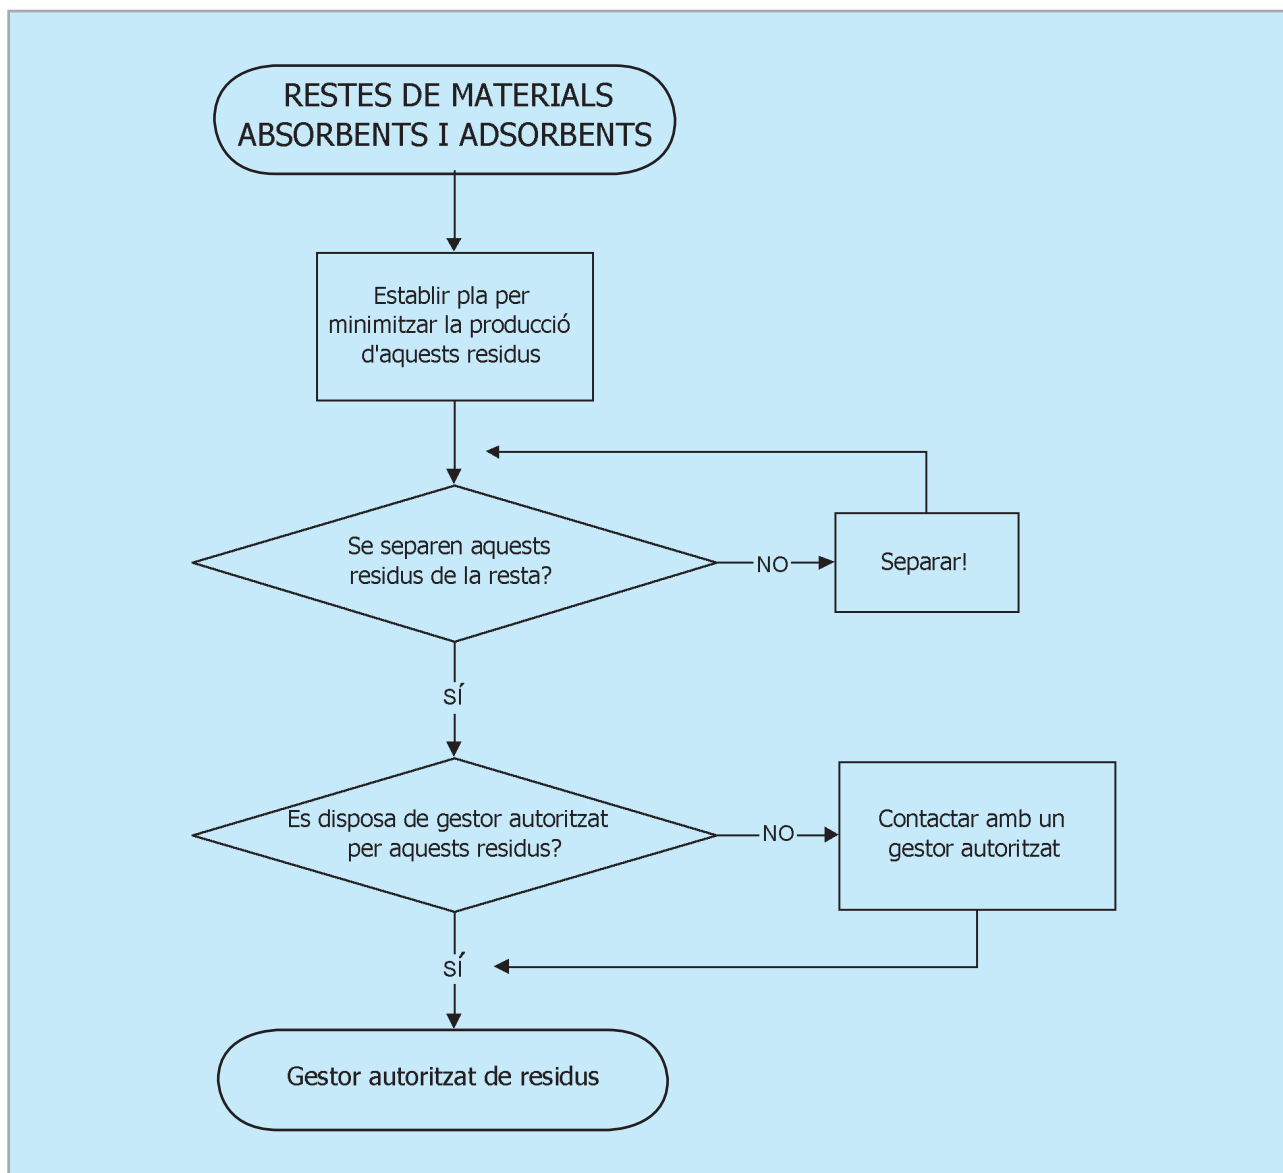 RESTES DE MATERIALS
ABSORBENTS I ADSORBENTS
Establir pla per
minimitzar la producció
d'aquests residus
Se separen aquests
residus de la resta?
NO
Separar!
SÍ
Es disposa de gestor autoritzat
per aquests residus?
NO
Contactar amb un
gestor autoritzat
SÍ
Gestor autoritzat de residus